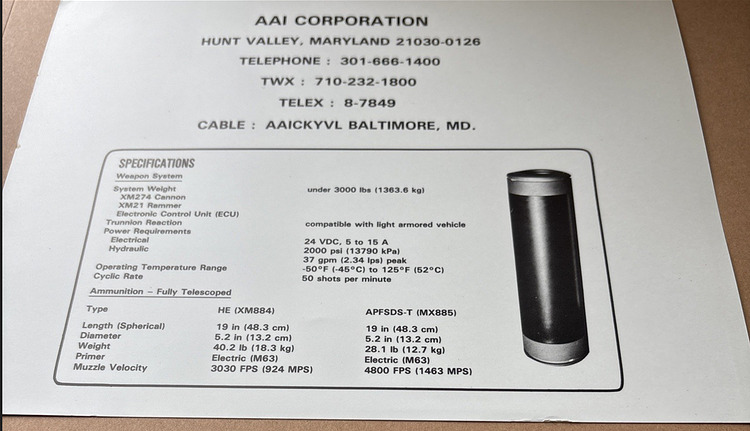 AAI CORPORATION
HUNT VALLEY, MARYLAND 21030-0126
TELEPHONE : 301-666-1400
TWX : 710-232-1800
TELEX : 8-7849
CABLE : AAICKYVL BALTIMORE, MD.
SPECIFICATIONS
Weapon System
System Weight under 3000 lbs (1363.6 kg)
XM274 Cannon
XM21 Rammer
Electronic Control Unit (ECU)
Trunnion Reaction compatible with light armored vehicle
Power Requirements
Electrical 24 VDC, 5 to 15 A
Hydraulic 2000 psi (13790 kPa)
37 gpm (2.34 lps) peak
Operating Temperature Range -50°F (-45°C) to 125°F (52°C)
Cyclic Rate 50 shots per minute
Ammunition - Fully Telescoped
Type HE (XM884) APFSDS-T (MX885)
Length (Spherical) 19 in (48.3 cm) 19 in (48.3 cm)
Diameter 5.2 in (13.2 cm) 5.2 in (13.2 cm)
Weight 40.2 lb (18.3 kg) 28.1 lb (12.7 kg)
Primer Electric (M63) Electric (M63)
Muzzle Velocity 3030 FPS (924 MPS) 4800 FPS (1463 MPS)